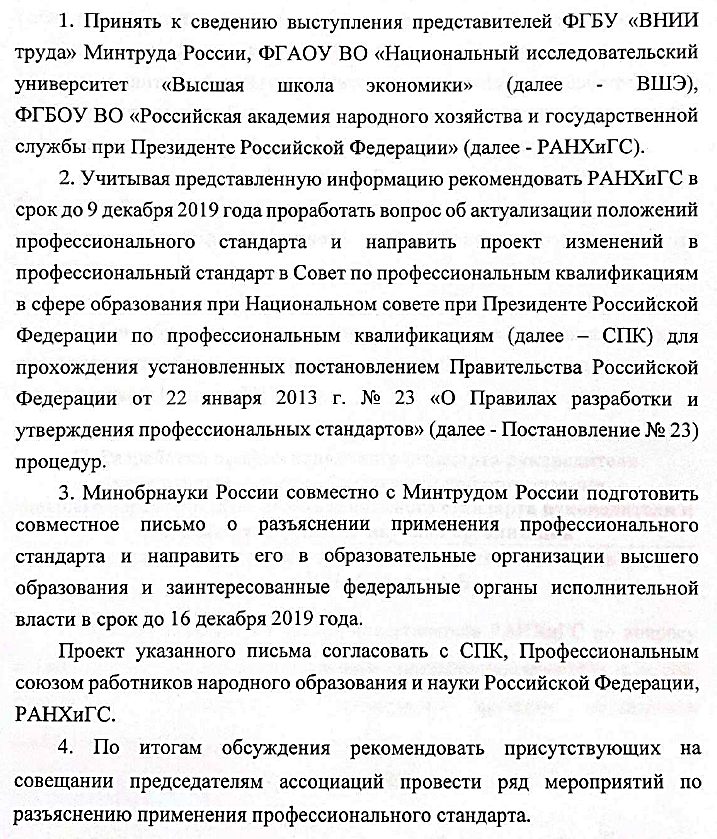 1. Принять к сведению выступления представителей ФГБУ «ВНИИ
труда» Минтруда России, ФГАОУ ВО «Национальный исследовательский
университет «Высшая школа экономики» (далее - ВШЭ),
ФГБОУ ВО «Российская академия народного хозяйства и государственной
службы при Президенте Российской Федерации» (далее - РАНХиГС).
2. Учитывая представленную информацию рекомендовать РАНХиГС в
срок до 9 декабря 2019 года проработать вопрос об актуализации положений
профессионального стандарта и направить проект изменений в
профессиональный стандарт в Совет по профессиональным квалификациям
в сфере образования при Национальном совете при Президенте Российской
Федерации по профессиональным квалификациям (далее – СПК) для
прохождения установленных постановлением Правительства Российской
Федерации от 22 января 2013 г. № 23 «О Правилах разработки и
утверждения профессиональных стандартов» (далее - Постановление № 23)
процедур.
3. Минобрнауки России совместно с Минтрудом России подготовить
совместное письмо о разъяснении применения профессионального
стандарта и направить его в образовательные организации высшего
образования и заинтересованные федеральные органы исполнительной
власти в срок до 16 декабря 2019 года.
Проект указанного письма согласовать с СПК, Профессиональным
союзом работников народного образования и науки Российской Федерации,
РАНХиГС.
4. По итогам обсуждения рекомендовать присутствующих на
совещании председателям ассоциаций провести ряд мероприятий по
разъяснению применения профессионального стандарта.